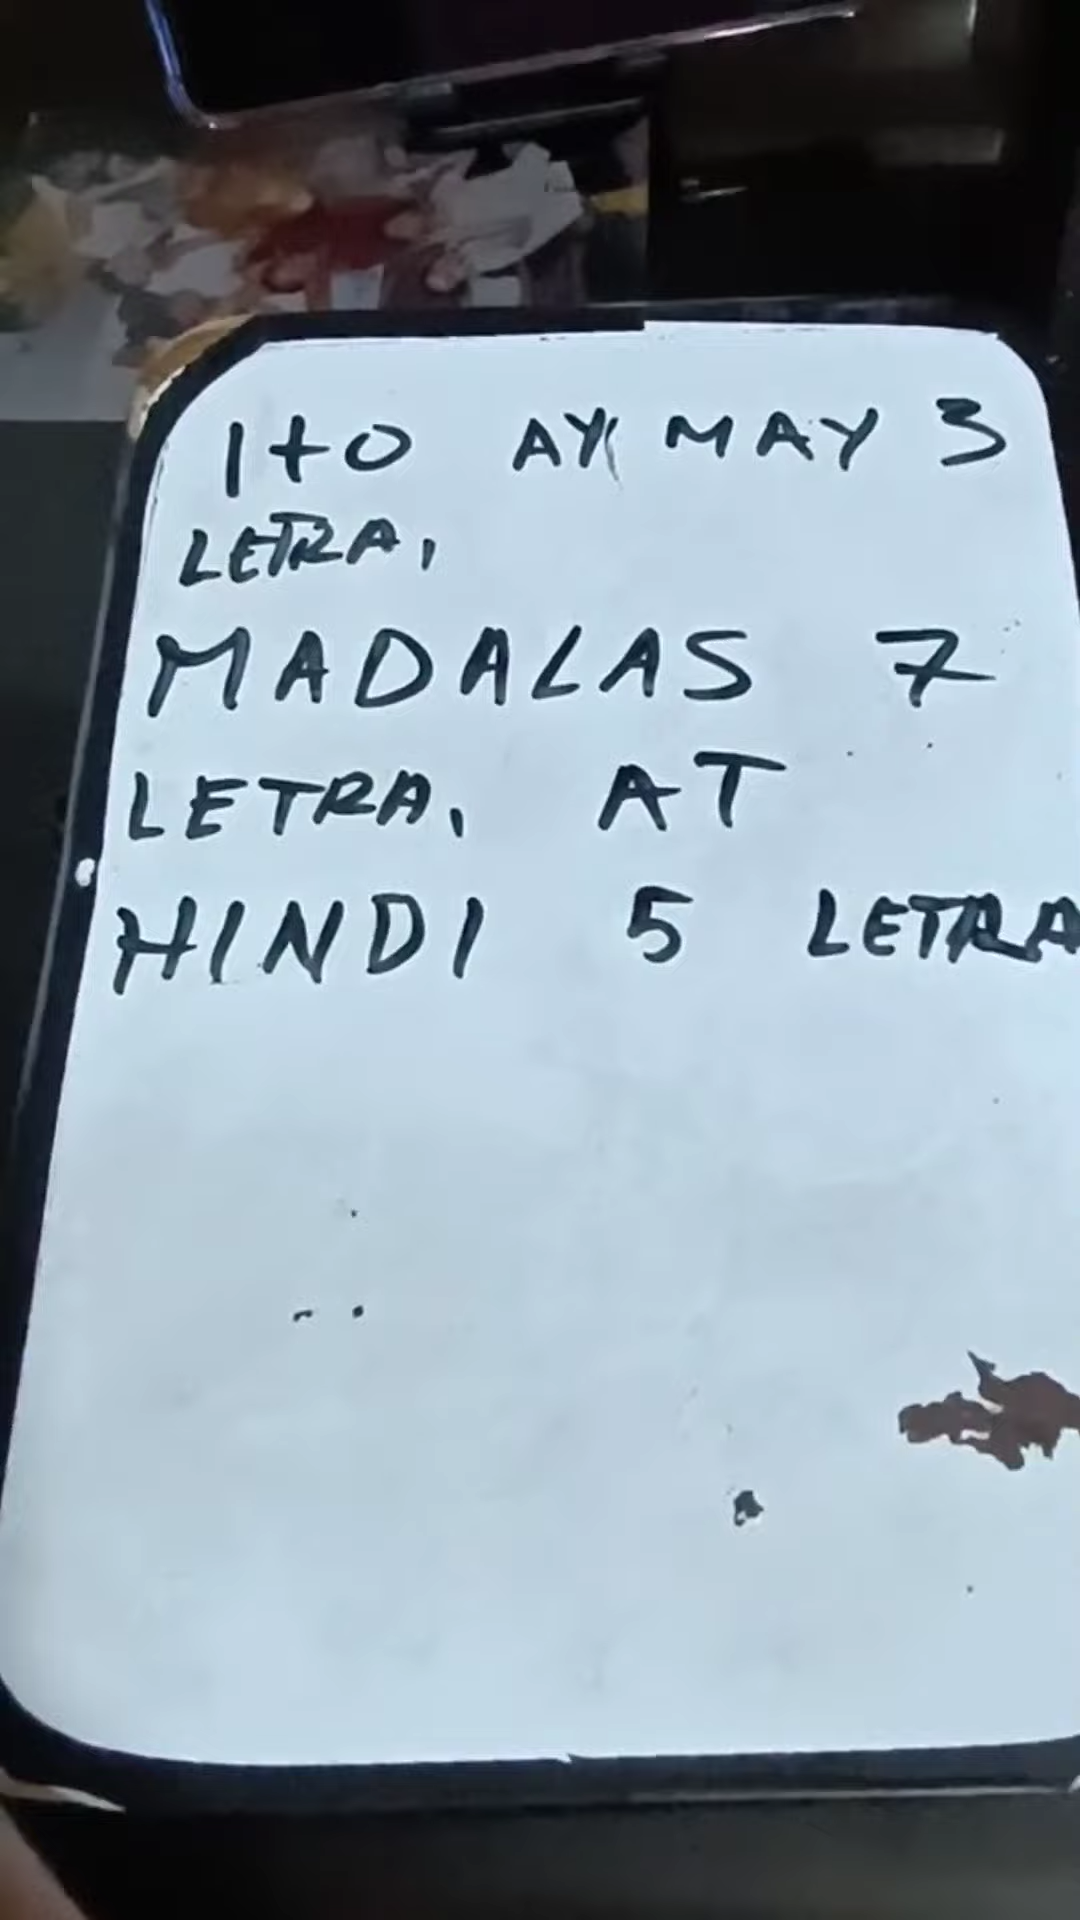 ITO AY MAY 3
LETRA,
MADALAS 7
LETRA, AT
HINDI 5 LETRA